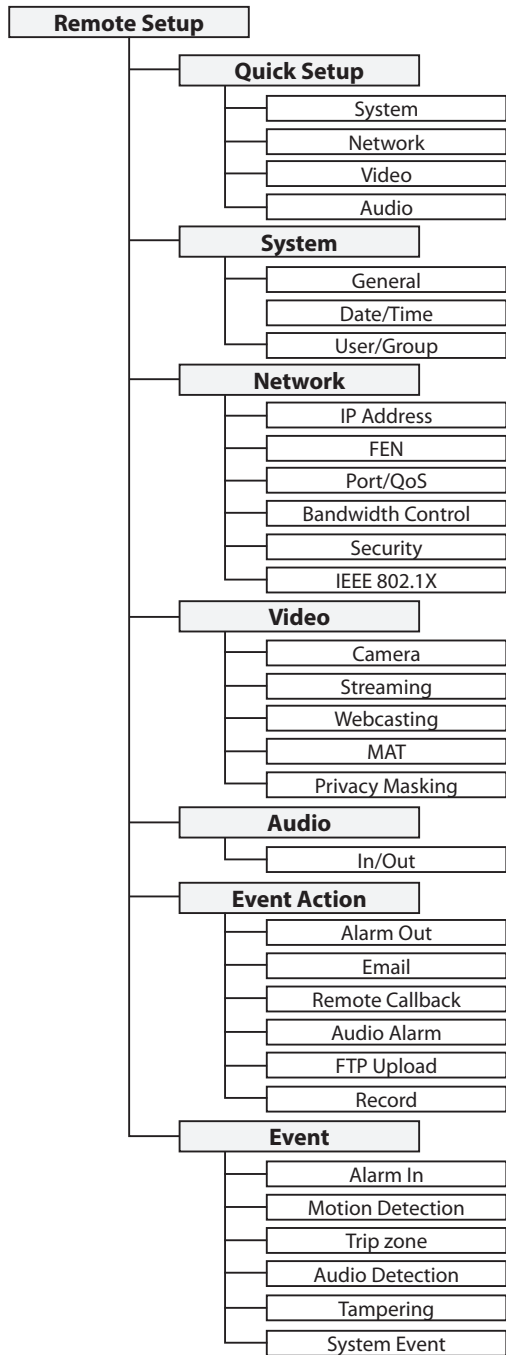 Remote Setup
Quick Setup
System
Network
Video
Audio
System
General
Date/Time
User/Group
Network
IP Address
FEN
Port/QoS
Bandwidth Control
Security
IEEE 802.1X
Video
Camera
Streaming
Webcasting
MAT
Privacy Masking
Audio
In/Out
Event Action
Alarm Out
Email
Remote Callback
Audio Alarm
FTP Upload
Record
Event
Alarm In
Motion Detection
Trip zone
Audio Detection
Tampering
System Event